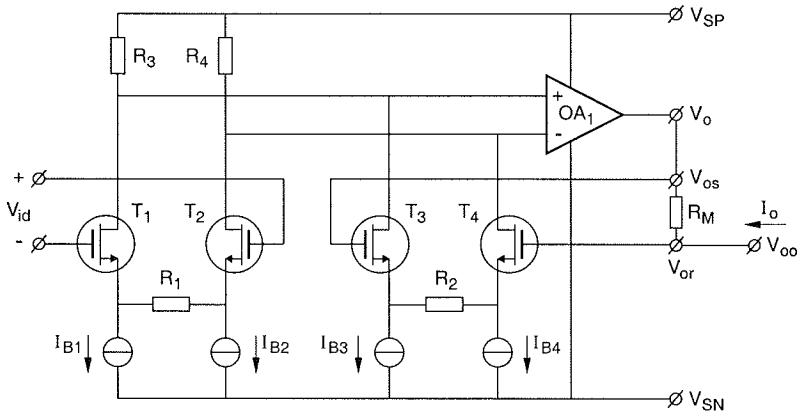 V_SP
R_3
R_4
+
OA_1
-
V_o
+
V_id
-
T_1
T_2
T_3
T_4
V_os
R_M
I_o
V_oo
V_or
R_1
R_2
I_B1
I_B2
I_B3
I_B4
V_SN